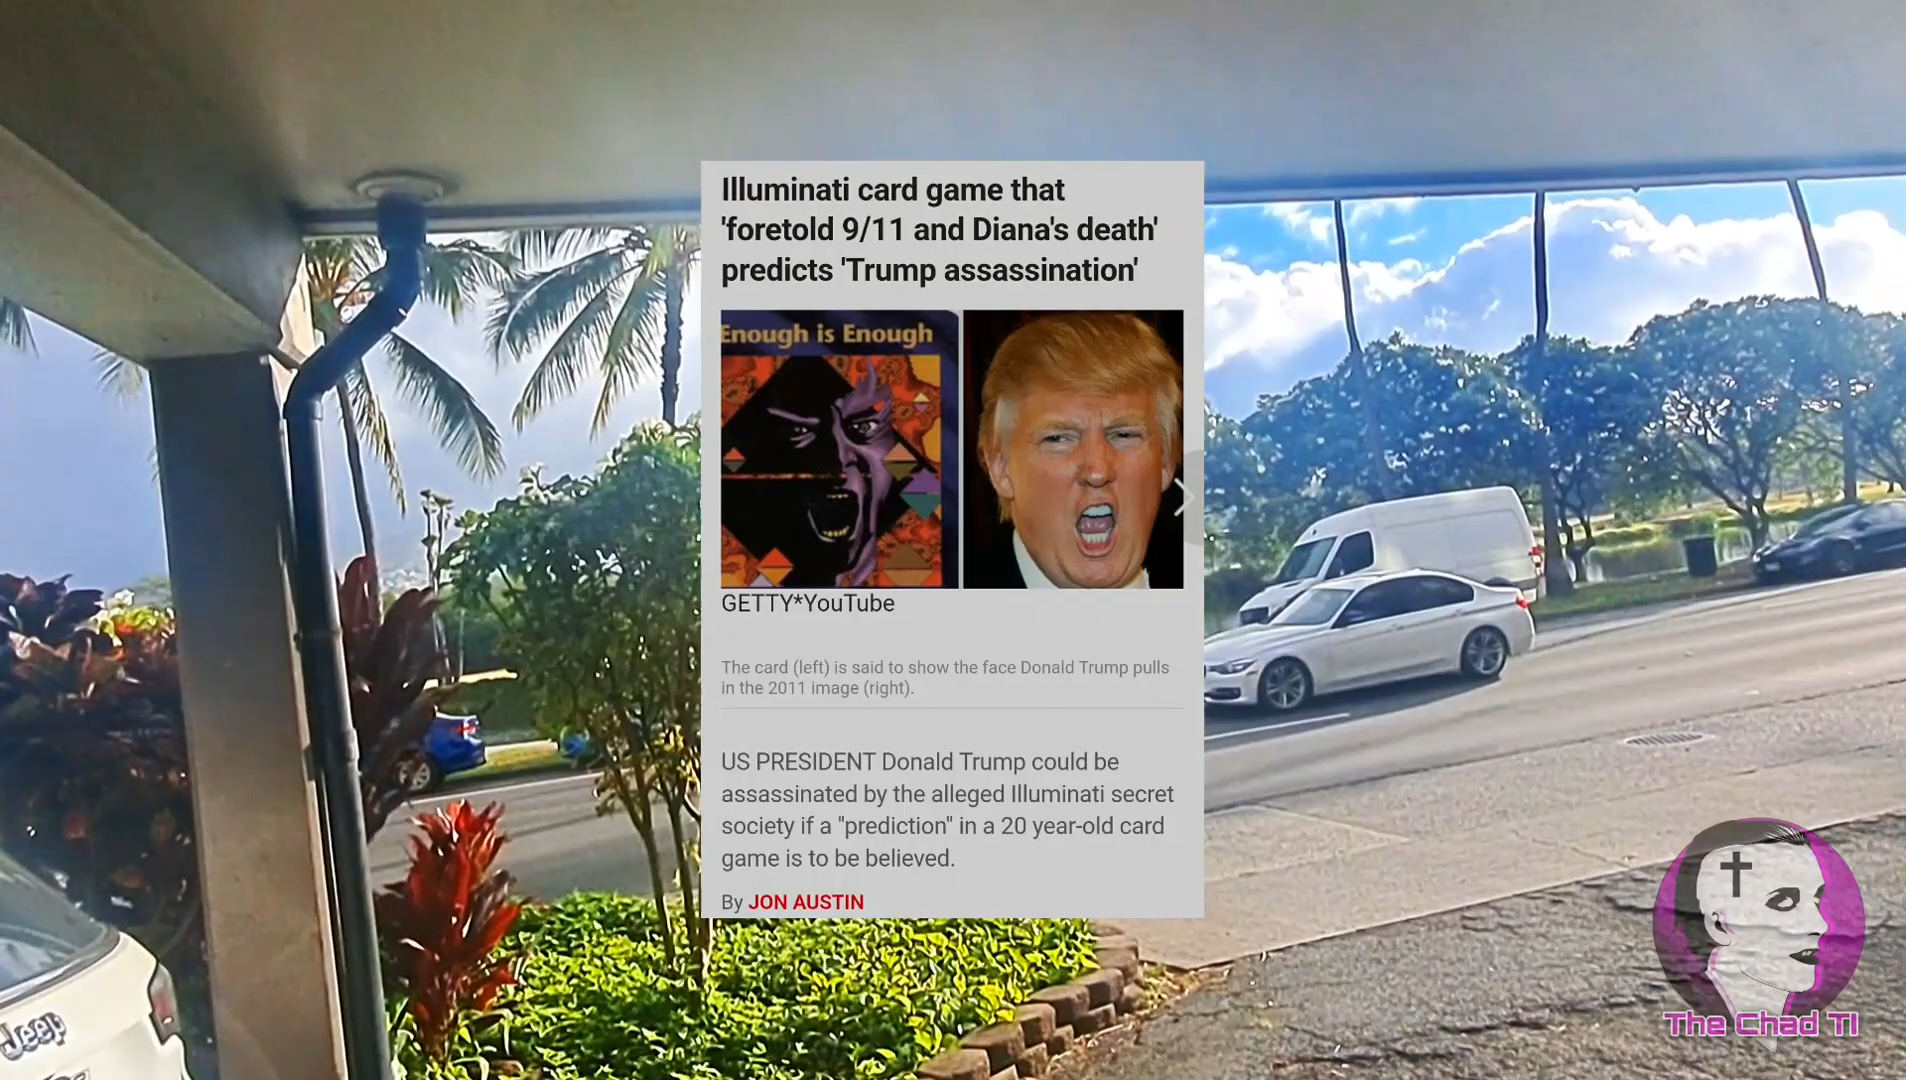 Illuminati card game that
'foretold 9/11 and Diana's death'
predicts 'Trump assassination'
Enough is Enough
GETTY*YouTube
The card (left) is said to show the face Donald Trump pulls
in the 2011 image (right).
US PRESIDENT Donald Trump could be
assassinated by the alleged Illuminati secret
society if a "prediction" in a 20 year-old card
game is to be believed.
By JON AUSTIN
Jeep
The Chad TI